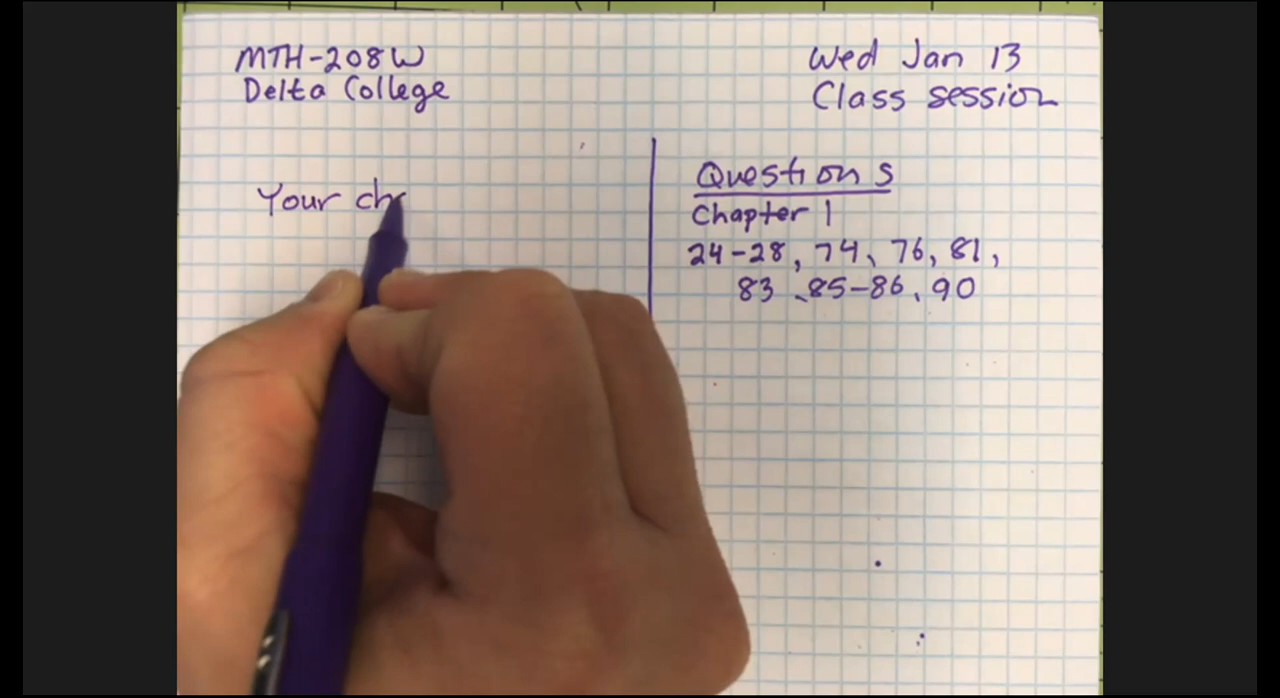 MTH-208W
Delta College
Wed Jan 13
Class session
Your ch
Questions
Chapter 1
24-28, 74, 76, 81,
83, 85-86, 90